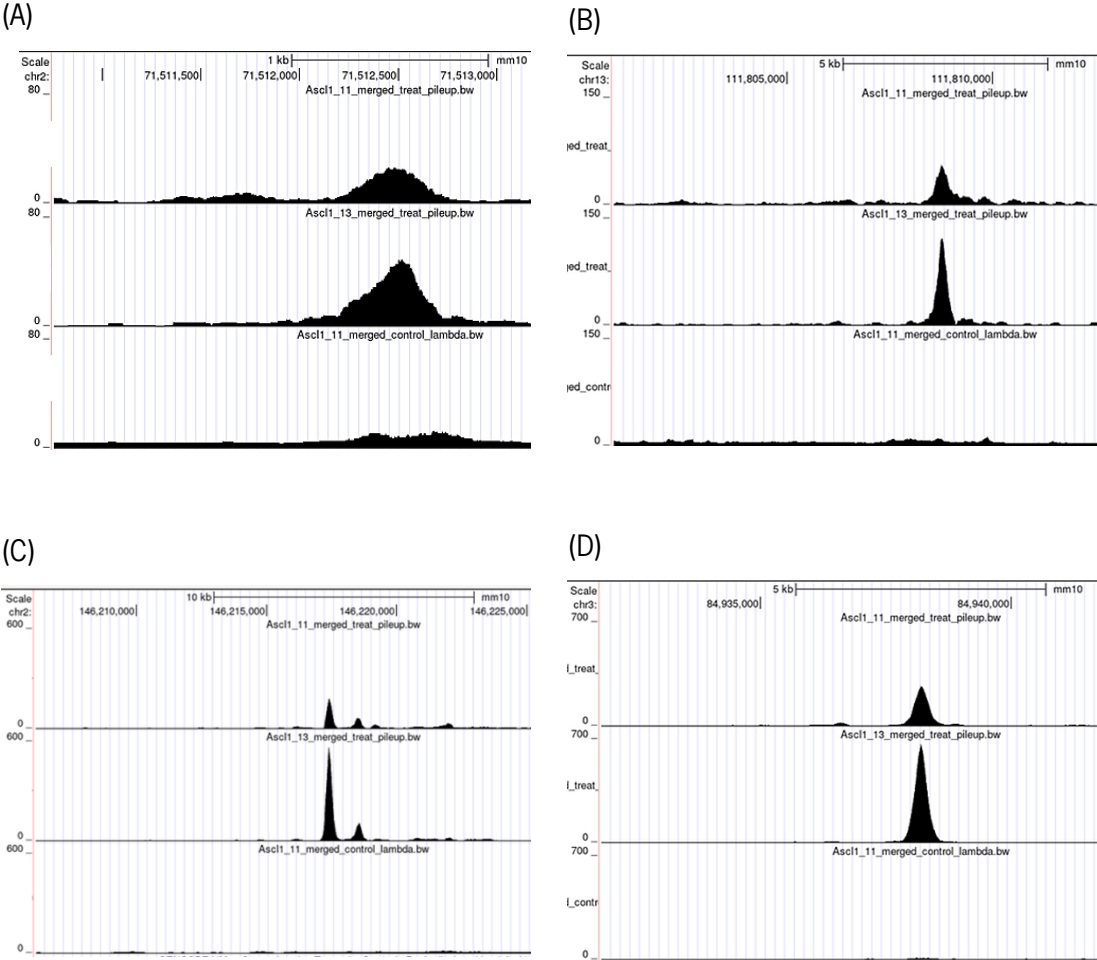 (A)
Scale 1 kb mm10
chr2: 71,511,500 71,512,000 71,512,500 71,513,000
80 _
Ascl1_11_merged_treat_pileup.bw
0 _
80 _
Ascl1_13_merged_treat_pileup.bw
0 _
80 _
Ascl1_11_merged_control_lambda.bw
0 _
(B)
Scale 5 kb mm10
chr13: 111,805,000 111,810,000
150 _
Ascl1_11_merged_treat_pileup.bw
ged_treat_
0 _
150 _
Ascl1_13_merged_treat_pileup.bw
ged_treat_
0 _
150 _
Ascl1_11_merged_control_lambda.bw
ged_contr
0 _
(C)
Scale 10 kb mm10
chr2: 146,210,000 146,215,000 146,220,000 146,225,000
600 _
Ascl1_11_merged_treat_pileup.bw
0 _
600 _
Ascl1_13_merged_treat_pileup.bw
0 _
600 _
Ascl1_11_merged_control_lambda.bw
0 _
(D)
Scale 5 kb mm10
chr3: 84,935,000 84,940,000
700 _
Ascl1_11_merged_treat_pileup.bw
d_treat_
0 _
700 _
Ascl1_13_merged_treat_pileup.bw
d_treat_
0 _
700 _
Ascl1_11_merged_control_lambda.bw
d_contr
0 _